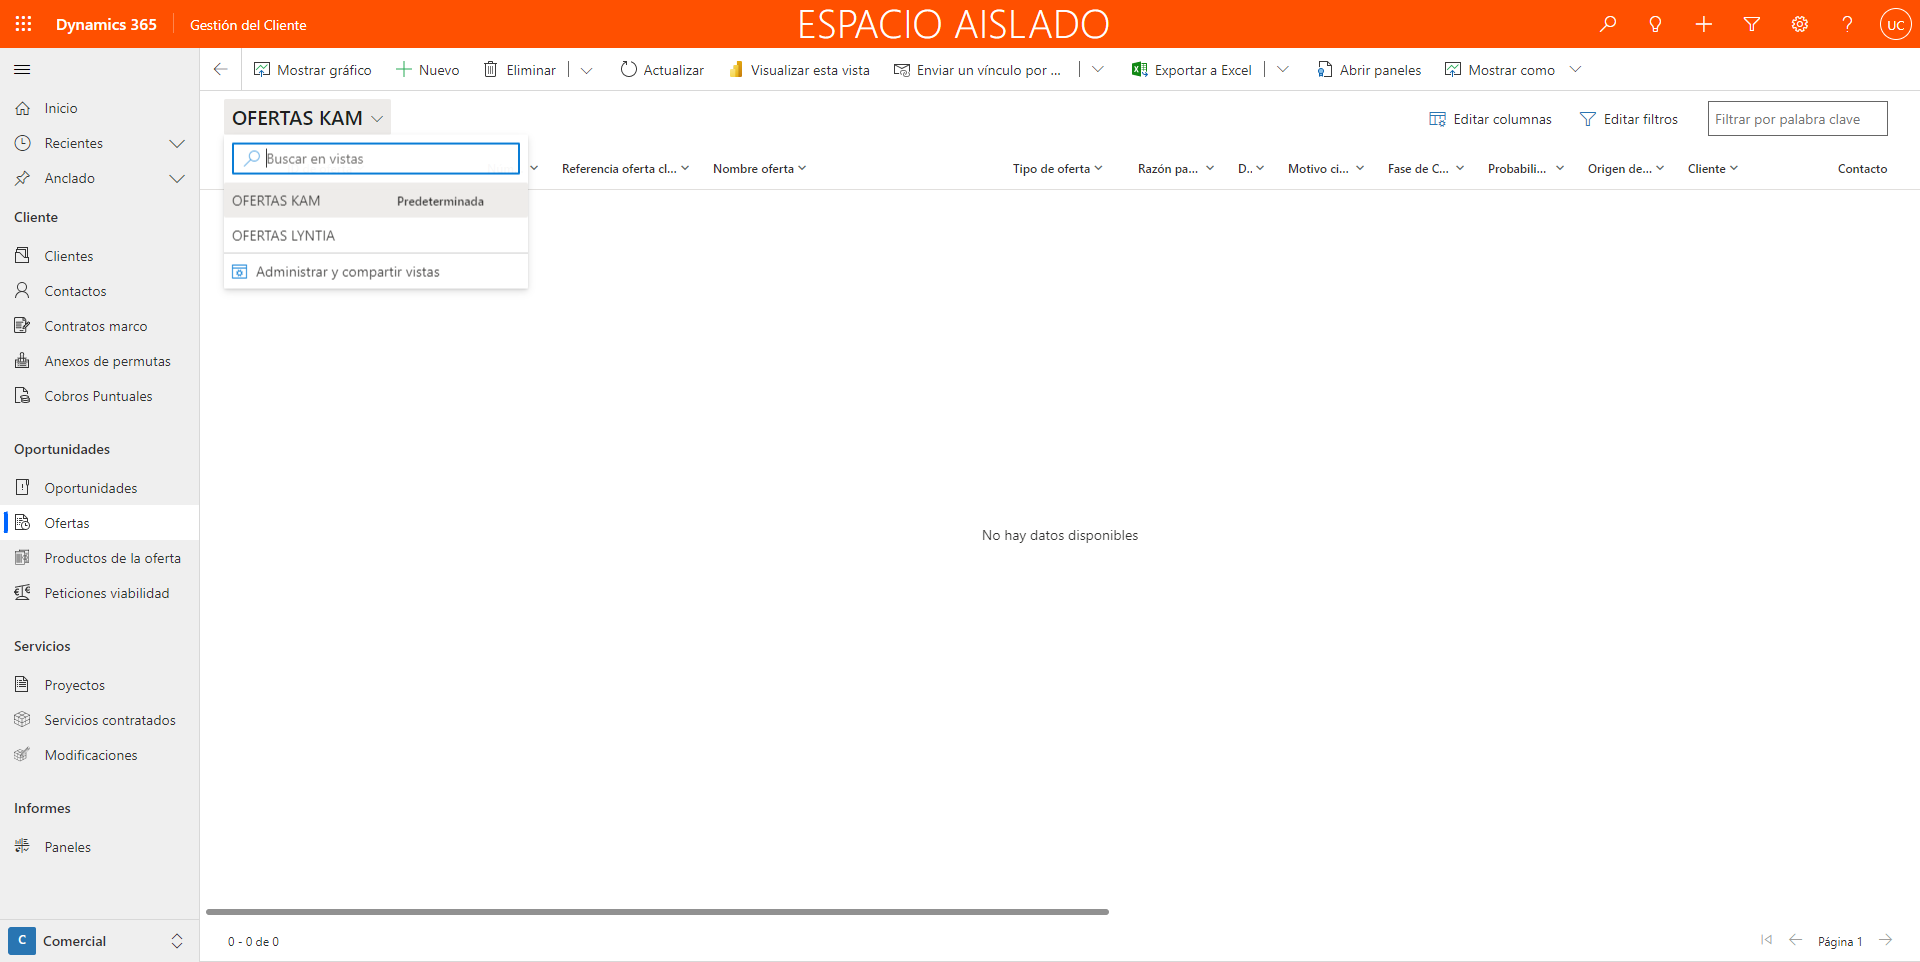 Dynamics 365
Gestión del Cliente
ESPACIO AISLADO
UC
Mostrar gráfico
Nuevo
Eliminar
Actualizar
Visualizar esta vista
Enviar un vínculo por ...
Exportar a Excel
Abrir paneles
Mostrar como
Inicio
Recientes
Anclado
Cliente
Clientes
Contactos
Contratos marco
Anexos de permutas
Cobros Puntuales
Oportunidades
Oportunidades
Ofertas
Productos de la oferta
Peticiones viabilidad
Servicios
Proyectos
Servicios contratados
Modificaciones
Informes
Paneles
C
Comercial
OFERTAS KAM
Editar columnas
Editar filtros
Filtrar por palabra clave
Buscar en vistas
OFERTAS KAM
Predeterminada
OFERTAS LYNTIA
Administrar y compartir vistas
Referencia oferta cl...
Nombre oferta
Tipo de oferta
Razón pa...
D..
Motivo ci...
Fase de C...
Probabili...
Origen de...
Cliente
Contacto
No hay datos disponibles
0 - 0 de 0
Página 1